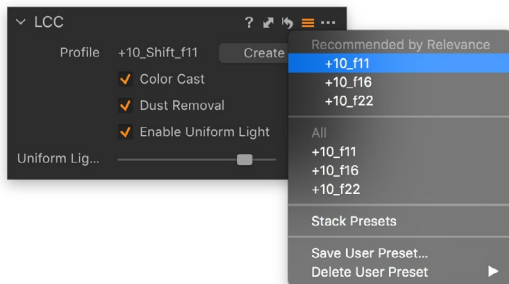 LCC
?
Profile +10_Shift_f11 Create
Color Cast
Dust Removal
Enable Uniform Light
Uniform Lig...
Recommended by Relevance
+10_f11
+10_f16
+10_f22
All
+10_f11
+10_f16
+10_f22
Stack Presets
Save User Preset...
Delete User Preset